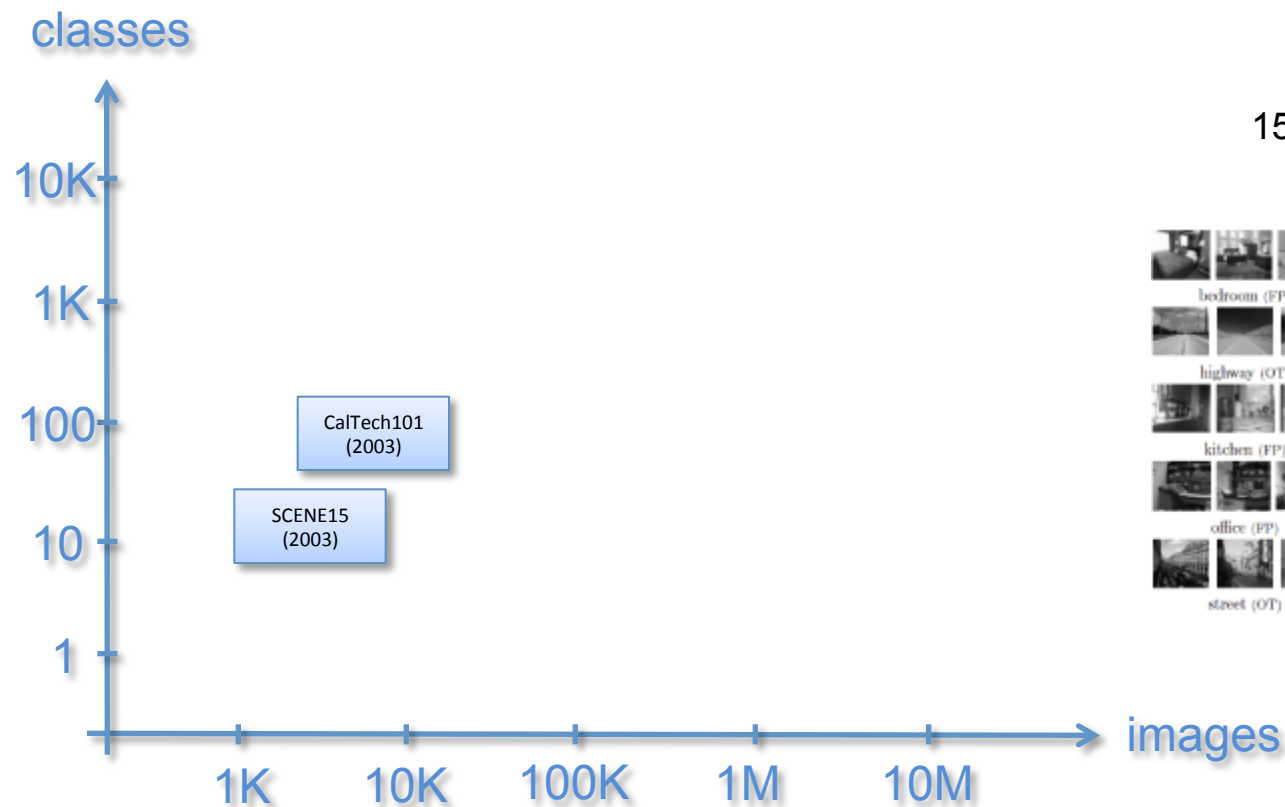 classes
15
10K
1K
100
10
1
CalTech101
(2003)
SCENE15
(2003)
bedroom (FP
highway (OT
kitchen (FP)
office (FP)
street (OT)
images
1K 10K 100K 1M 10M